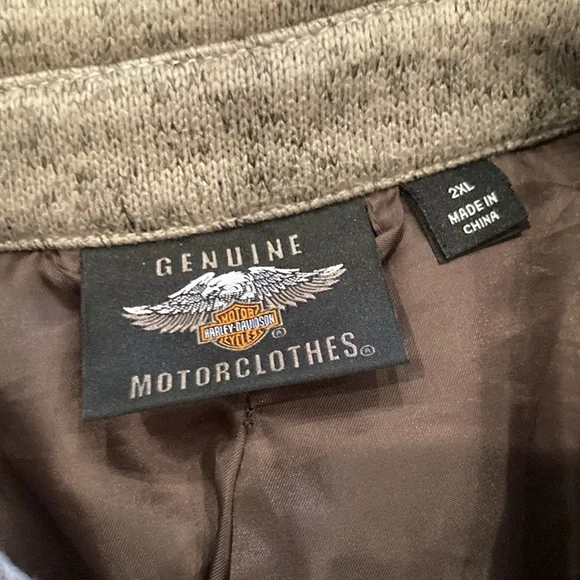 GENUINE
MOTOR
HARLEY-DAVIDSON
CYCLES ®
MOTORCLOTHES®
2XL
MADE IN
CHINA